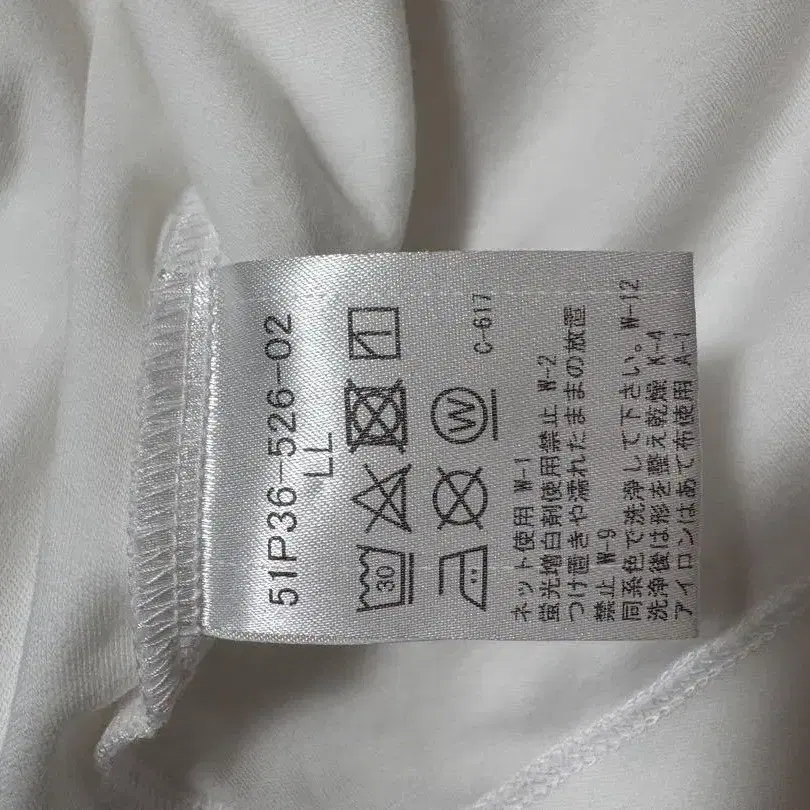 51P36-526-02
LL
30
W
C-617
ネット使用 W-1
蛍光増白剤使用禁止 W-2
つけ置きや濡れたままの放置
禁止 W-9
同系色で洗浄して下さい。W-12
洗浄後は形を整え乾燥 K-4
アイロンはあて布使用 A-1